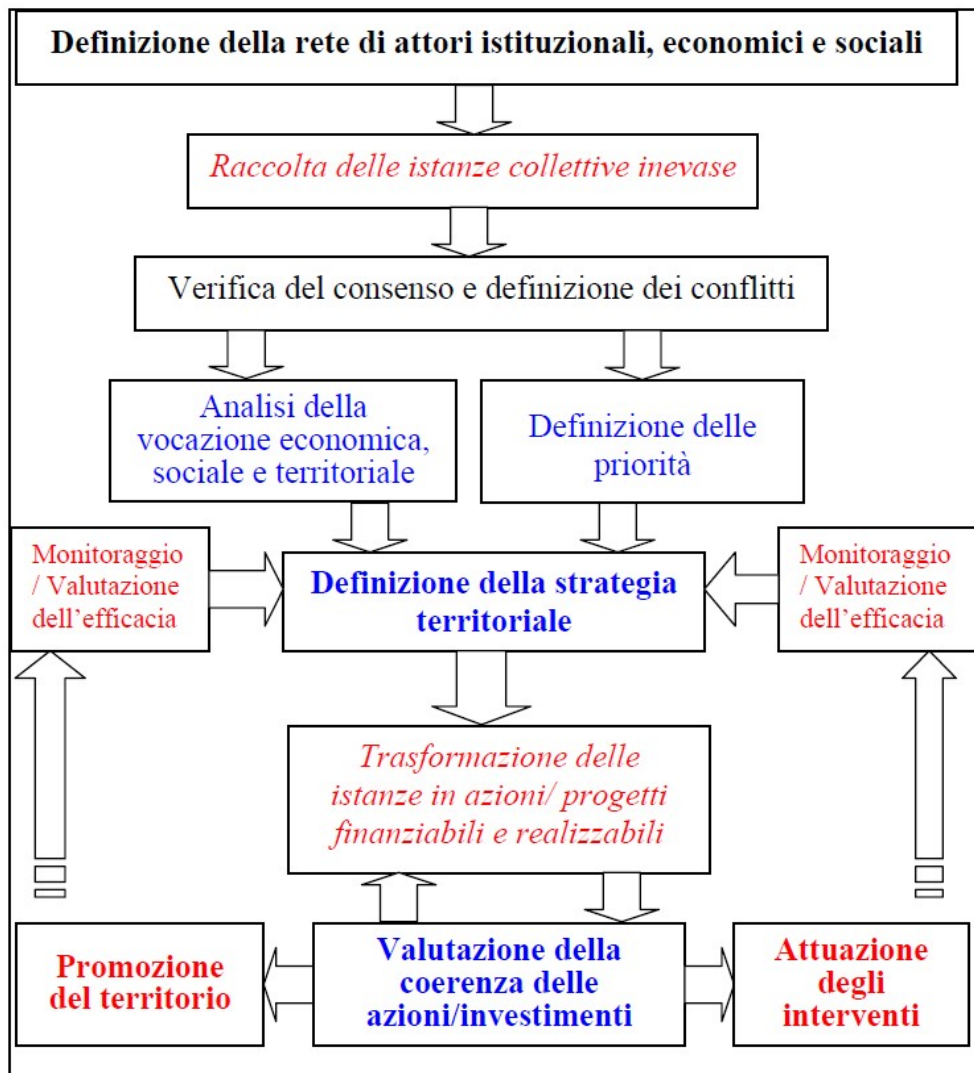 Definizione della rete di attori istituzionali, economici e sociali
Raccolta delle istanze collettive inevase
Verifica del consenso e definizione dei conflitti
Analisi della
vocazione economica,
sociale e territoriale
Definizione delle
priorità
Monitoraggio
/ Valutazione
dell'efficacia
Definizione della strategia
territoriale
Monitoraggio
/ Valutazione
dell'efficacia
Trasformazione delle
istanze in azioni/ progetti
finanziabili e realizzabili
Promozione
del territorio
Valutazione della
coerenza delle
azioni/investimenti
Attuazione
degli
interventi